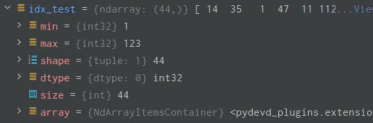 idx_test = {ndarray: (44,)} [ 14 35 1 47 11 112...View
min = {int32} 1
max = {int32} 123
shape = {tuple: 1} 44
dtype = {dtype: 0} int32
size = {int} 44
array = {NdArrayItemsContainer} <pydevd_plugins.extensio